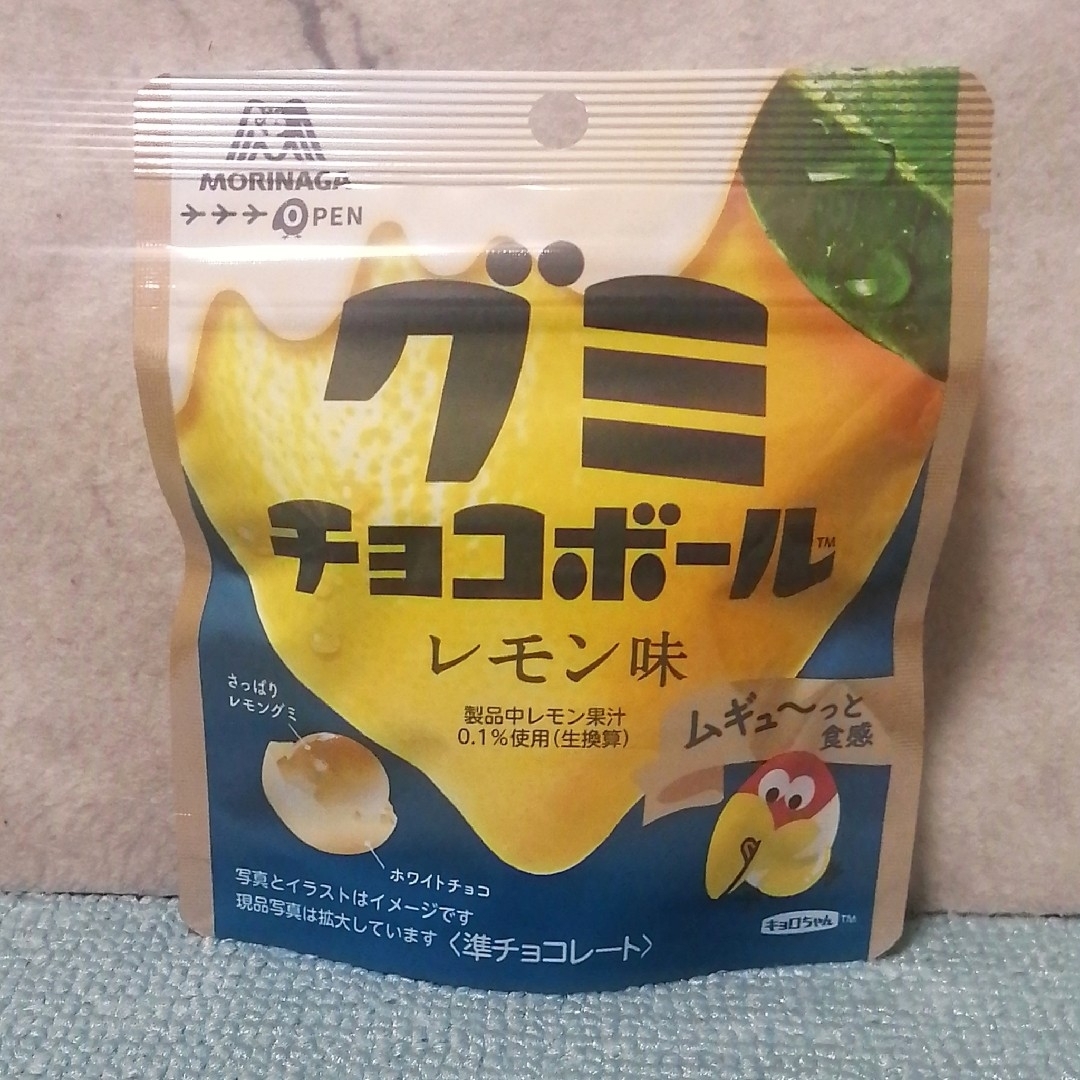 MORINAGA
OPEN
グミ
チョコボール™
レモン味
製品中レモン果汁
0.1%使用(生換算)
さっぱり
レモングミ
ムギュ〜っと
食感
ホワイトチョコ
写真とイラストはイメージです
現品写真は拡大しています
〈準チョコレート〉
キョロちゃん™